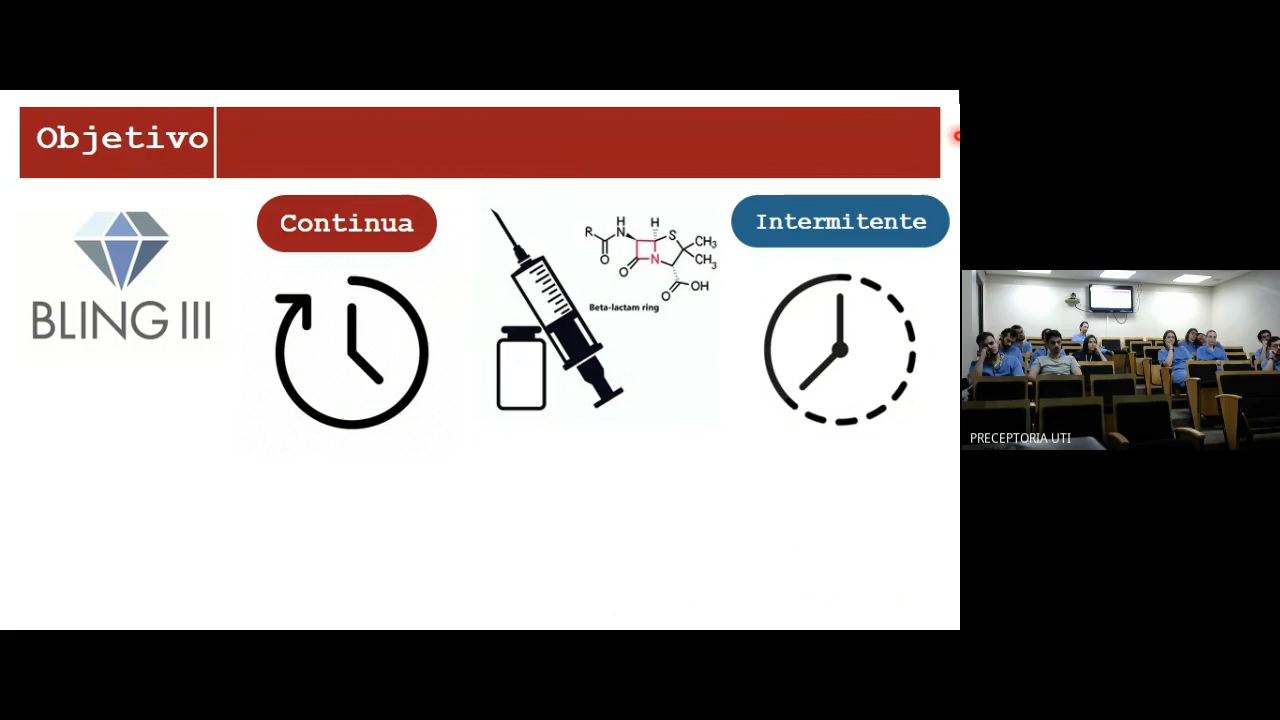 Objetivo
BLING III
Continua
R
H
N
O
H
S
CH3
CH3
N
O
O
OH
Beta-lactam ring
Intermitente
PRECEPTORIA UTI